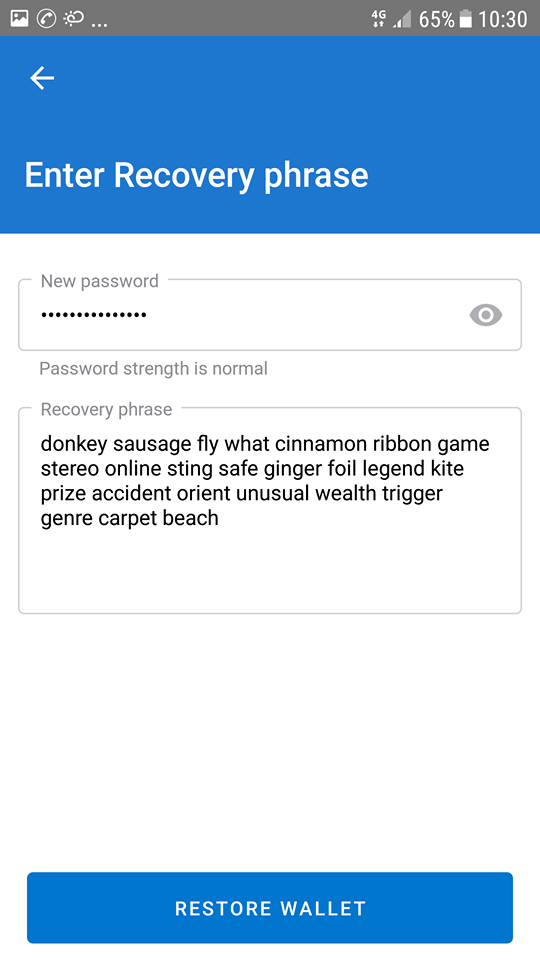 4G 65% 10:30
Enter Recovery phrase
New password
•••••••••••••••
Password strength is normal
Recovery phrase
donkey sausage fly what cinnamon ribbon game
stereo online sting safe ginger foil legend kite
prize accident orient unusual wealth trigger
genre carpet beach
RESTORE WALLET